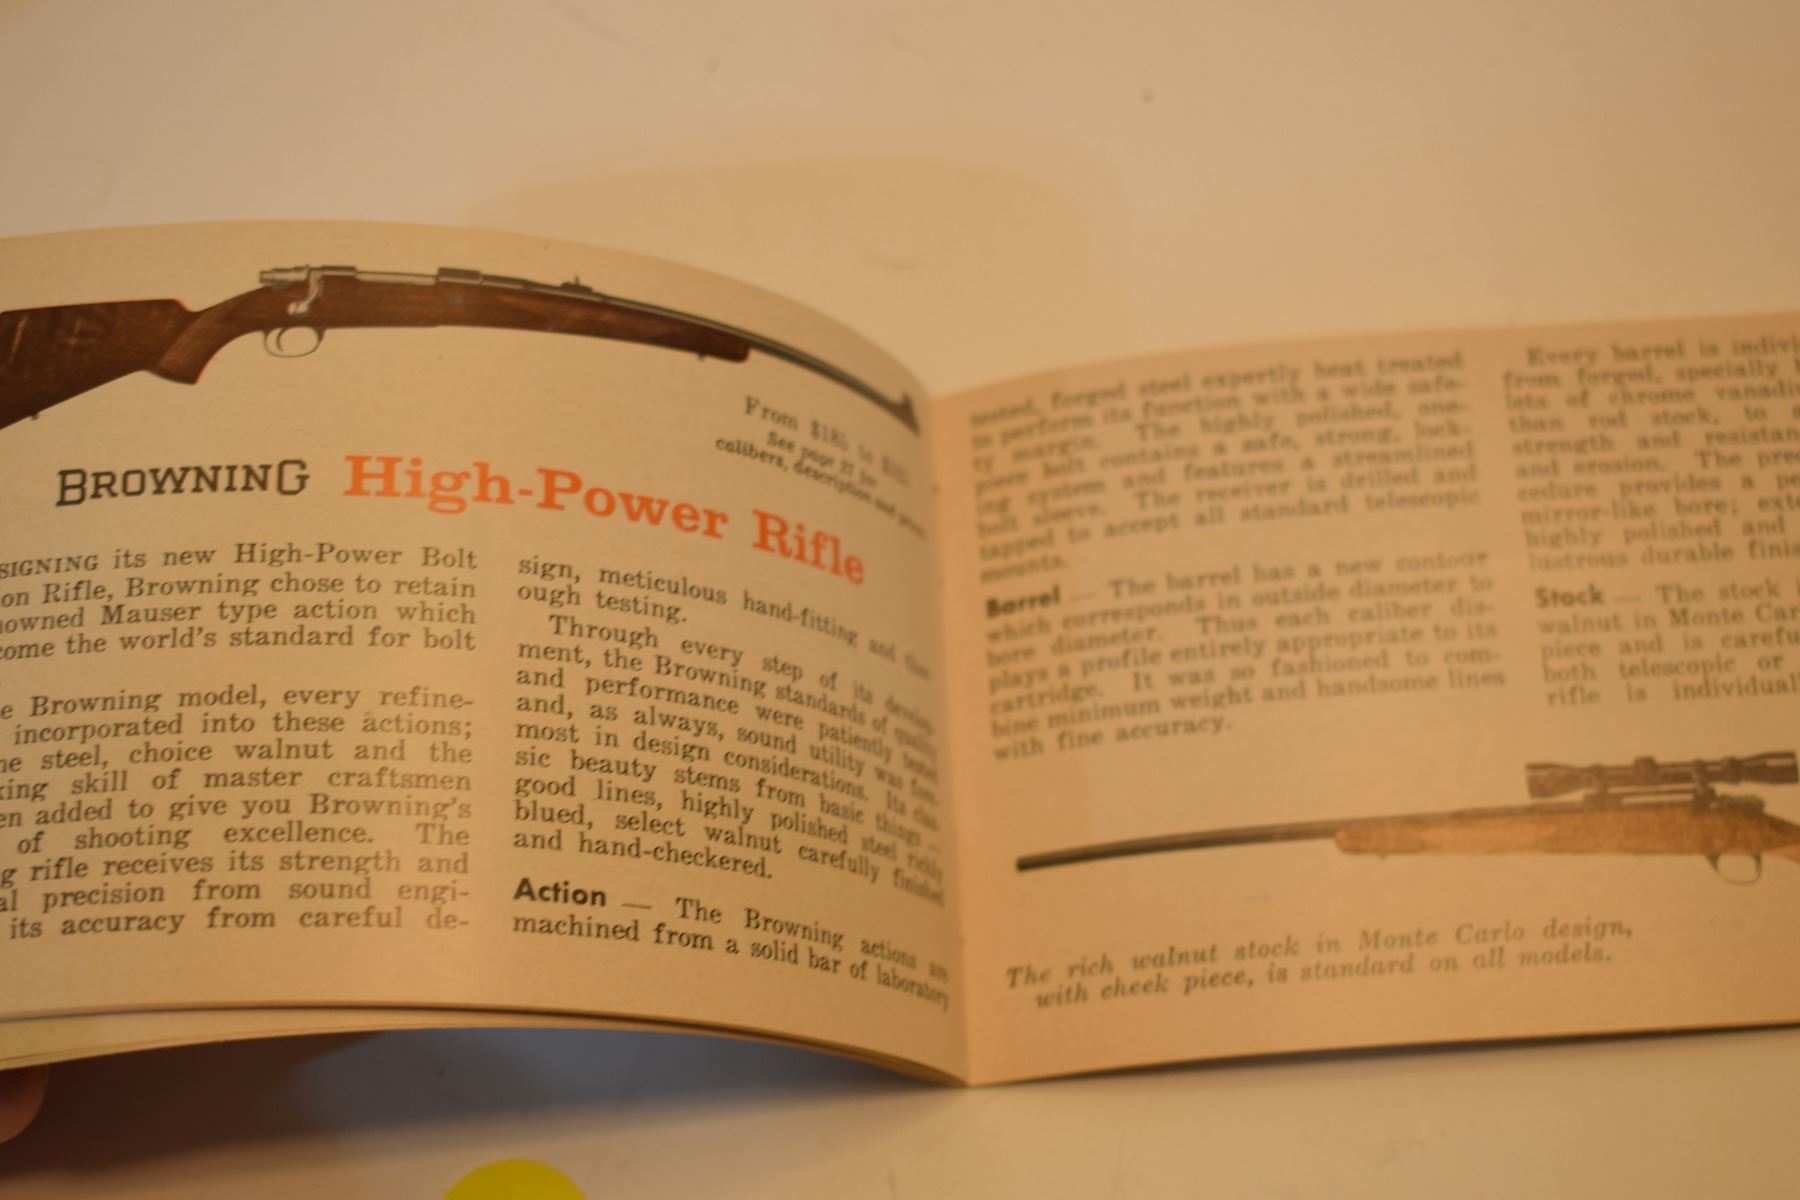 From $185 to
See page 27 for
calibers, description and prices
BROWNING High-Power Rifle
SIGNING its new High-Power Bolt
on Rifle, Browning chose to retain
nowned Mauser type action which
come the world's standard for bolt
e Browning model, every refine-
incorporated into these actions;
ne steel, choice walnut and the
king skill of master craftsmen
en added to give you Browning's
of shooting excellence. The
g rifle receives its strength and
al precision from sound engi-
its accuracy from careful de-
sign, meticulous hand-fitting and thor-
ough testing.
Through every step of its develop-
ment, the Browning standards of quality
and performance were patiently tested
and, as always, sound utility was fore-
most in design considerations. Its clas-
sic beauty stems from basic things —
good lines, highly polished steel richly
blued, select walnut carefully finished
and hand-checkered.
Action — The Browning actions are
machined from a solid bar of laboratory
tested, forged steel expertly heat treated
to perform its function with a wide safe-
ty margin. The highly polished, one-
piece bolt contains a safe, strong, lock-
ing system and features a streamlined
bolt sleeve. The receiver is drilled and
tapped to accept all standard telescopic
mounts.
Barrel — The barrel has a new contour
which corresponds in outside diameter to
bore diameter. Thus each caliber dis-
plays a profile entirely appropriate to its
cartridge. It was so fashioned to com-
bine minimum weight and handsome lines
with fine accuracy.
Every barrel is indivi
from forged, specially
lets of chrome vanadi
than rod stock, to
strength and resistan
and erosion. The prec
cedure provides a pe
mirror-like bore; exte
highly polished and
lustrous durable finis
Stock — The stock i
walnut in Monte Car
piece and is carefu
both telescopic or
rifle is individual
The rich walnut stock in Monte Carlo design,
with cheek piece, is standard on all models.